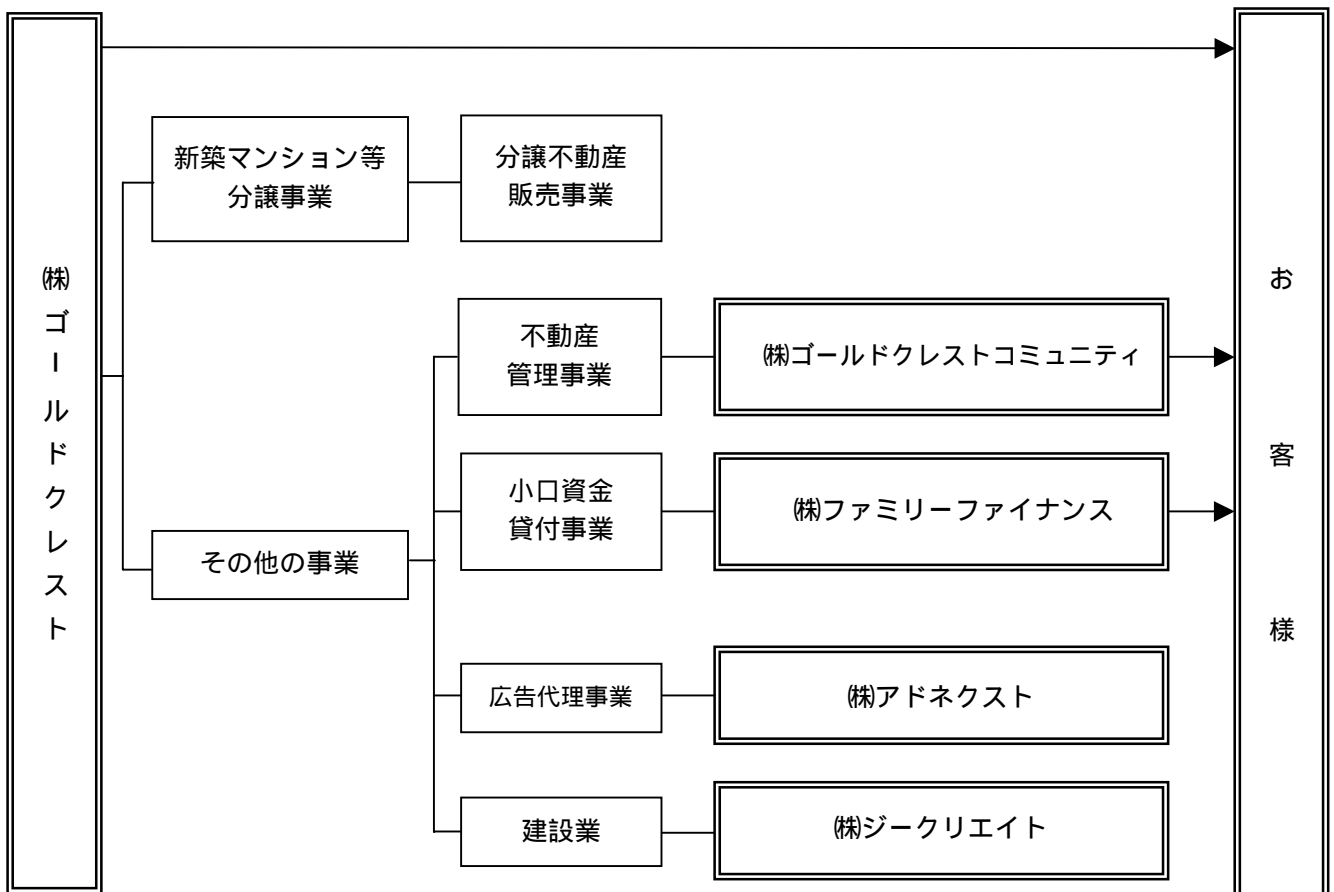 ㈱ゴールドクレスト
新築マンション等
分譲事業
分譲不動産
販売事業
不動産
管理事業
㈱ゴールドクレストコミュニティ
小口資金
貸付事業
㈱ファミリーファイナンス
その他の事業
広告代理事業
㈱アドネクスト
建設業
㈱ジークリエイト
お客様